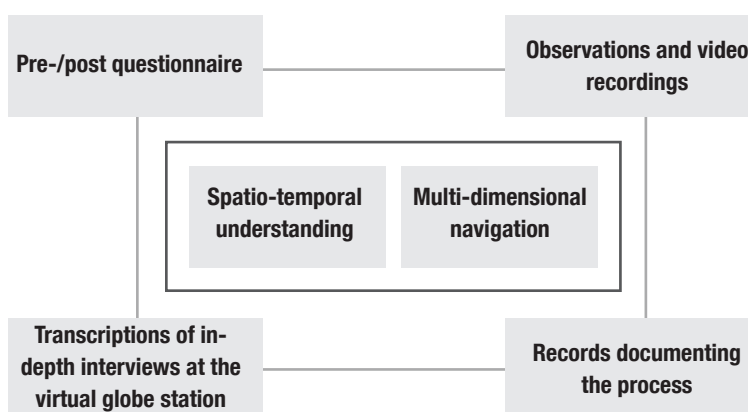 Pre-/post questionnaire
Observations and video
recordings
Spatio-temporal
understanding
Multi-dimensional
navigation
Transcriptions of in-
depth interviews at the
virtual globe station
Records documenting
the process